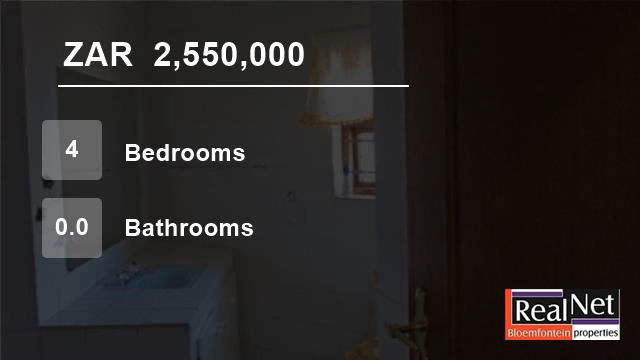 ZAR 2,550,000
4 Bedrooms
0.0 Bathrooms
RealNet
Bloemfontein properties